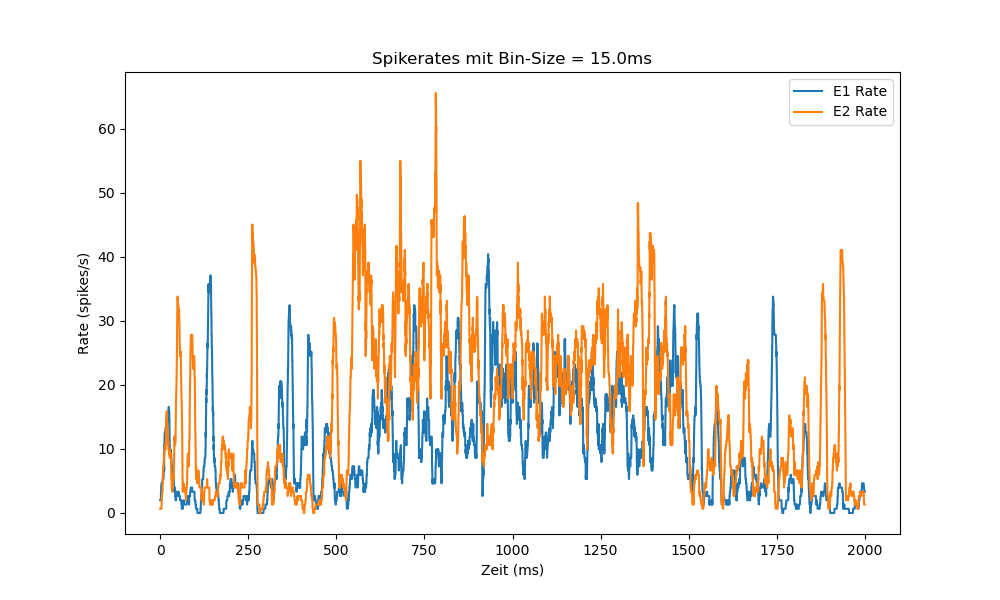 Spikerates mit Bin-Size = 15.0ms
E1 Rate
E2 Rate
Rate (spikes/s)
60
50
40
30
20
10
0
0 250 500 750 1000 1250 1500 1750 2000
Zeit (ms)